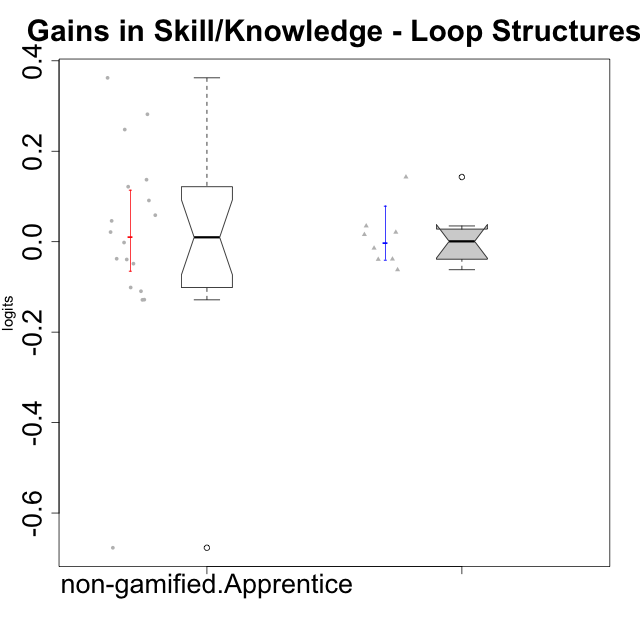 Gains in Skill/Knowledge - Loop Structures
0.4
0.2
0.0
-0.2
-0.4
-0.6
logits
non-gamified.Apprentice